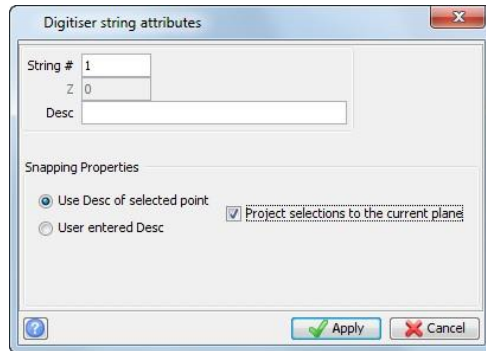 Digitiser string attributes
String # 1
Z 0
Desc
Snapping Properties
Use Desc of selected point
Project selections to the current plane
User entered Desc
? Apply Cancel